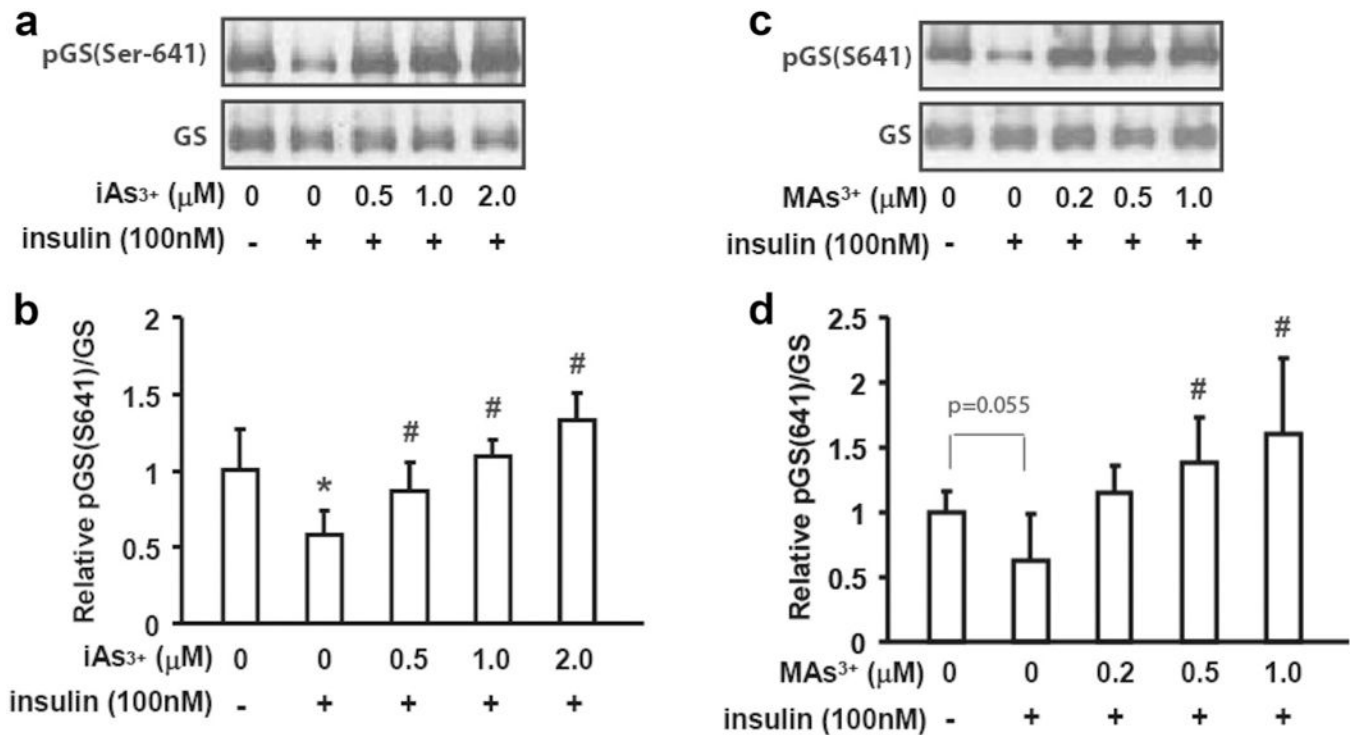 a
pGS(Ser-641)
GS
iAs3+ (μM) 0 0 0.5 1.0 2.0
insulin (100nM) - + + + +
b
Relative pGS(S641)/GS
2
1.5
1
0.5
0
* # # #
iAs3+ (μM) 0 0 0.5 1.0 2.0
insulin (100nM) - + + + +
c
pGS(S641)
GS
MAs3+ (μM) 0 0 0.2 0.5 1.0
insulin (100nM) - + + + +
d
Relative pGS(641)/GS
2.5
2
1.5
1
0.5
0
p=0.055
# #
MAs3+ (μM) 0 0 0.2 0.5 1.0
insulin (100nM) - + + + +